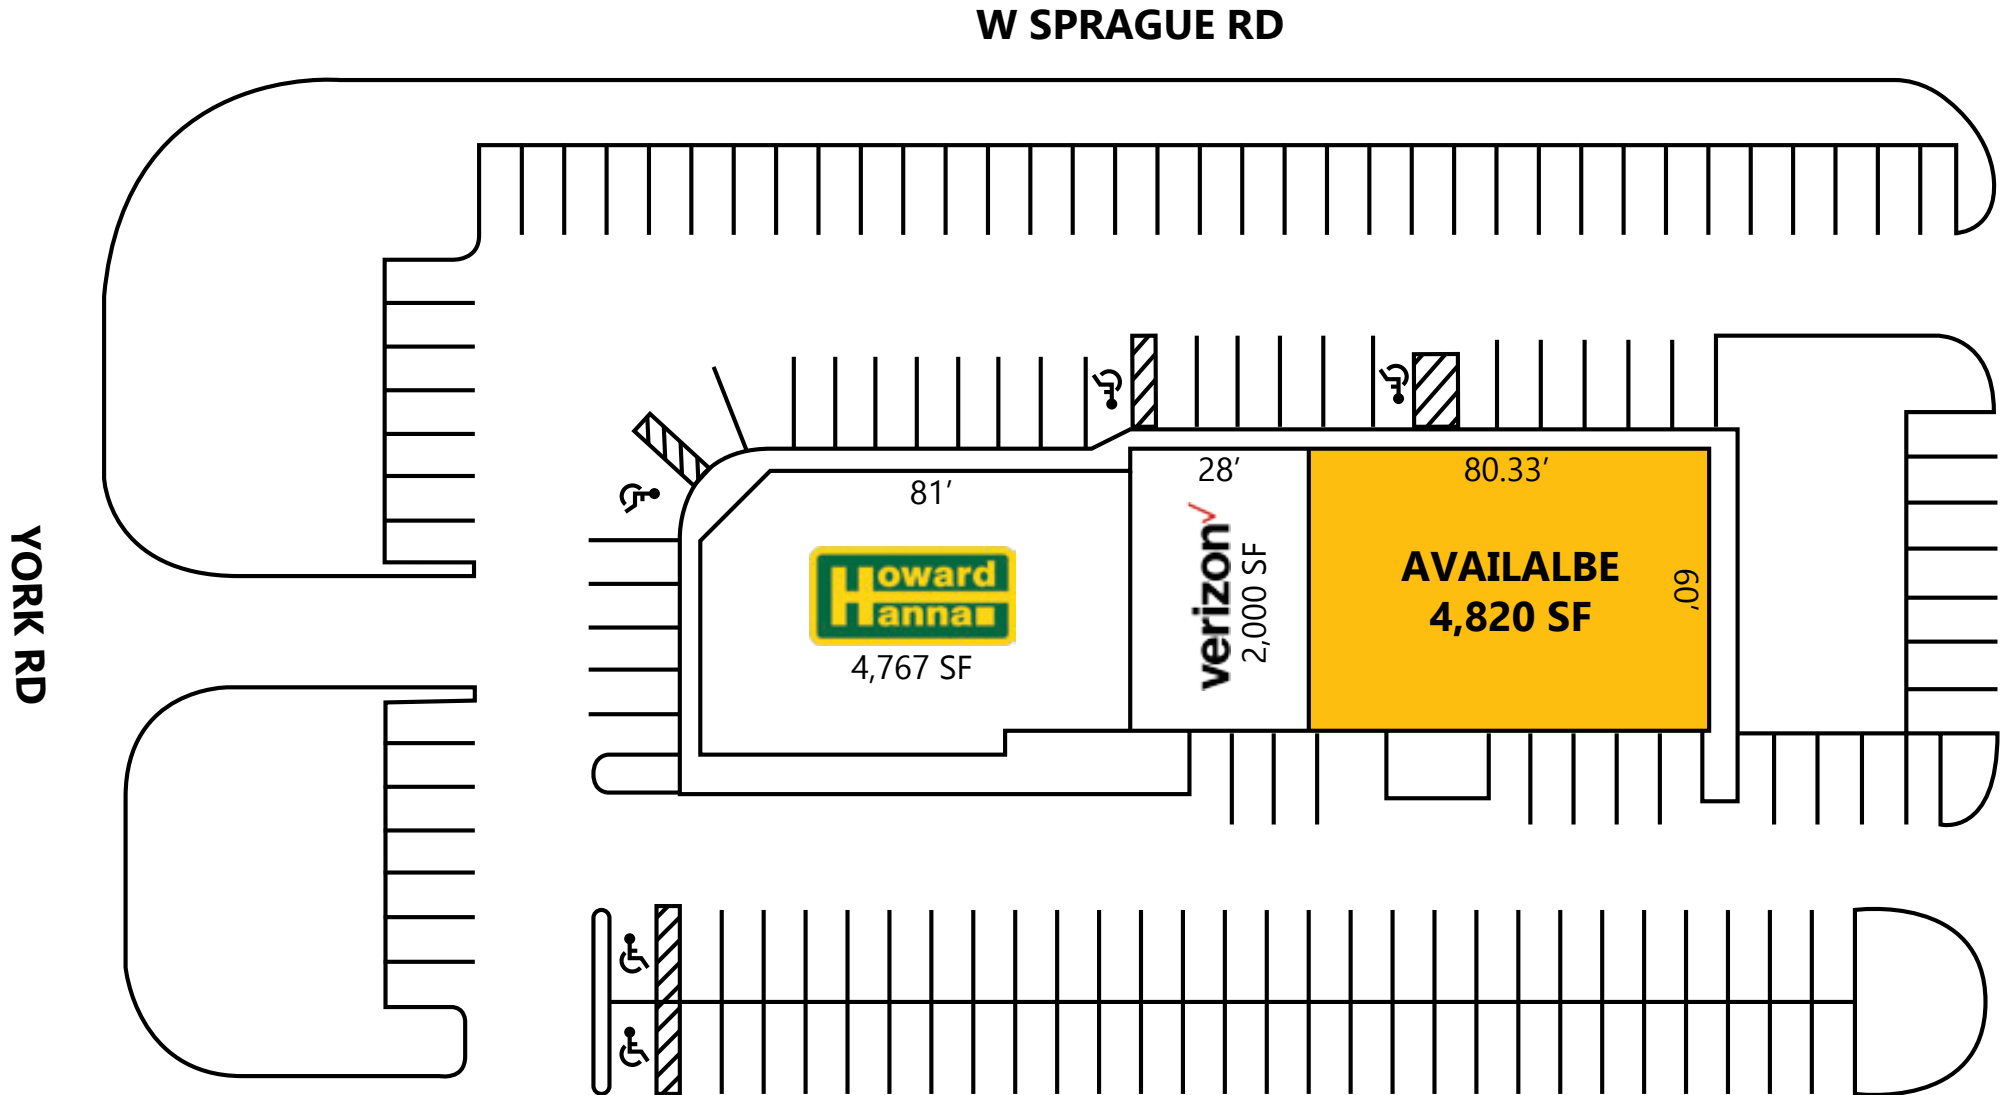 W SPRAGUE RD
YORK RD
81′
Howard
Hanna
4,767 SF
28′
verizon
2,000 SF
80.33′
AVAILALBE
4,820 SF
60′